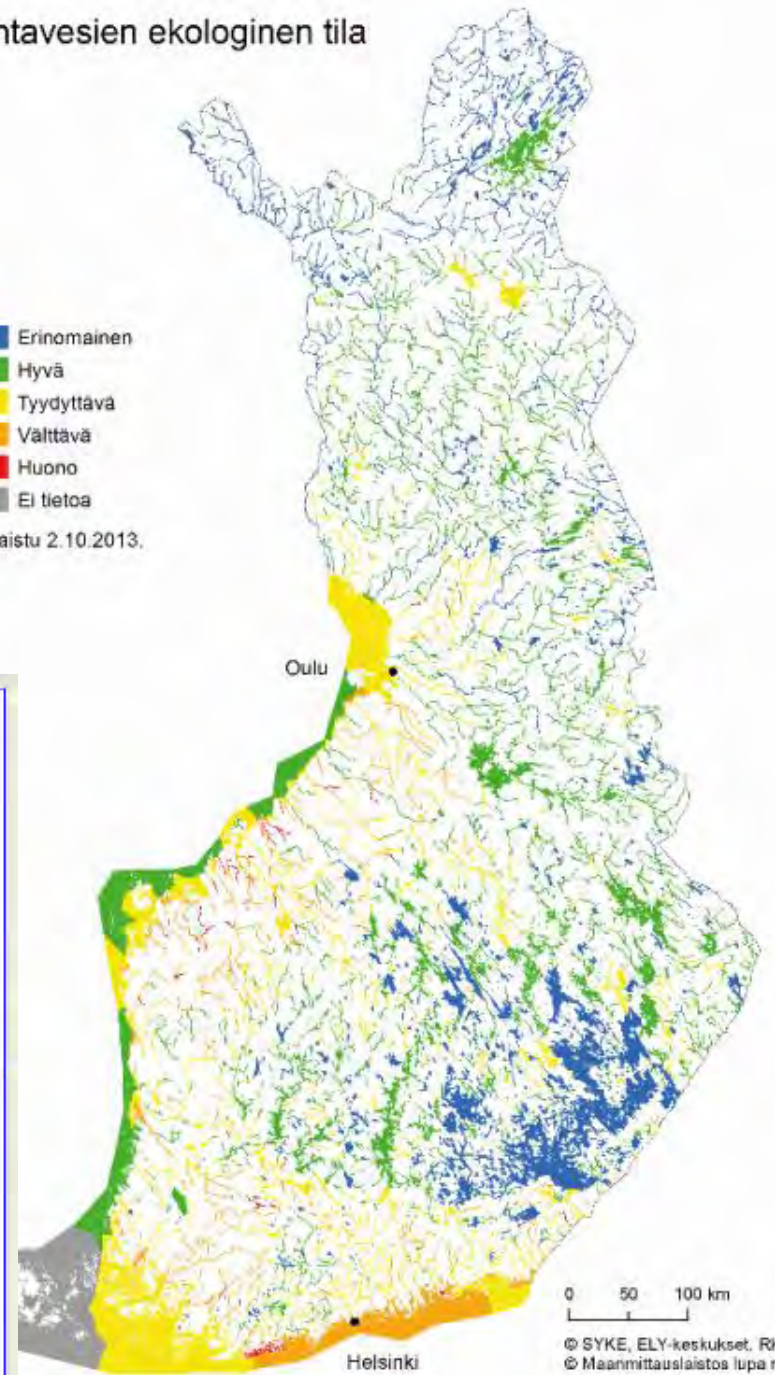 ntavesien ekologinen tila
Erinomainen
Hyvä
Tyydyttävä
Välttävä
Huono
Ei tietoa
aistu 2.10.2013,
Oulu
Helsinki
0 50 100 km
© SYKE, ELY-keskukset,
© Maanmittauslaitos lupa